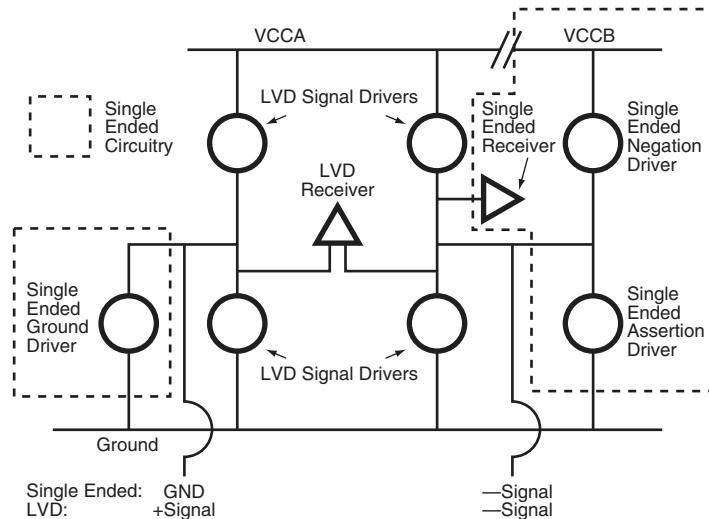 VCCA
VCCB
Single
Ended
Circuitry
LVD Signal Drivers
Single
Ended
Receiver
Single
Ended
Negation
Driver
LVD
Receiver
Single
Ended
Ground
Driver
Single
Ended
Assertion
Driver
LVD Signal Drivers
Ground
Single Ended: GND —Signal
LVD: +Signal —Signal